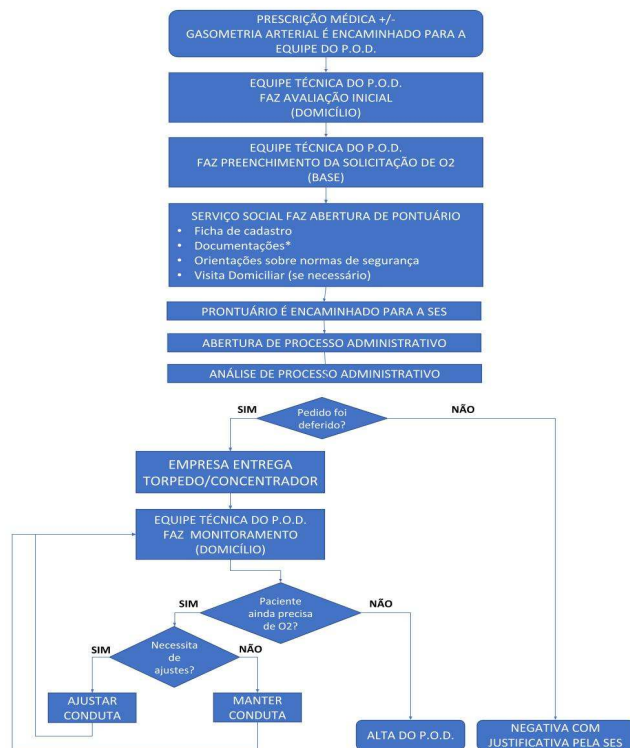 PRESCRIÇÃO MÉDICA +/-
GASOMETRIA ARTERIAL É ENCAMINHADO PARA A
EQUIPE DO P.O.D.
EQUIPE TÉCNICA DO P.O.D.
FAZ AVALIAÇÃO INICIAL
(DOMICÍLIO)
EQUIPE TÉCNICA DO P.O.D.
FAZ PREENCHIMENTO DA SOLICITAÇÃO DE O2
(BASE)
SERVIÇO SOCIAL FAZ ABERTURA DE PONTUÁRIO
• Ficha de cadastro
• Documentações*
• Orientações sobre normas de segurança
• Visita Domiciliar (se necessário)
PRONTUÁRIO É ENCAMINHADO PARA A SES
ABERTURA DE PROCESSO ADMINISTRATIVO
ANÁLISE DE PROCESSO ADMINISTRATIVO
SIM
Pedido foi
deferido?
NÃO
EMPRESA ENTREGA
TORPEDO/CONCENTRADOR
EQUIPE TÉCNICA DO P.O.D.
FAZ MONITORAMENTO
(DOMICÍLIO)
SIM
Paciente
ainda precisa
de O2?
NÃO
SIM
Necessita
de
ajustes?
NÃO
AJUSTAR
CONDUTA
MANTER
CONDUTA
ALTA DO P.O.D.
NEGATIVA COM
JUSTIFICATIVA PELA SES